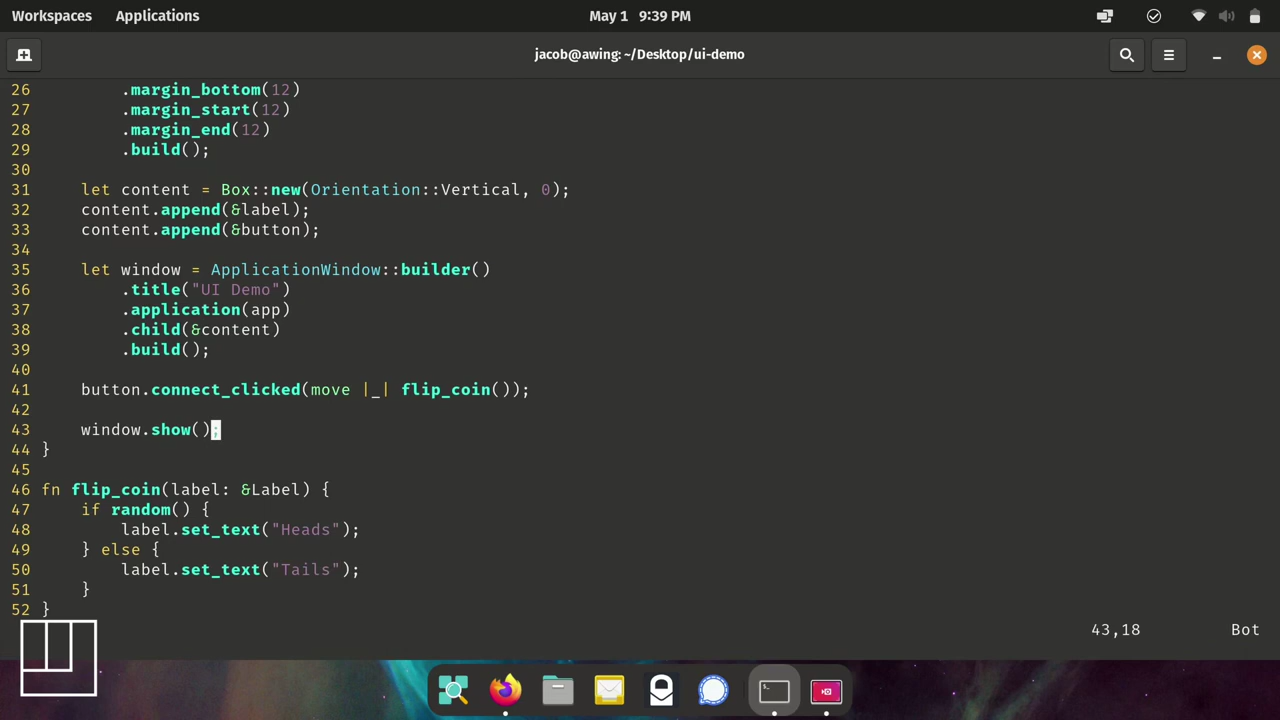 Workspaces Applications May 1 9:39 PM
jacob@awing: ~/Desktop/ui-demo
26         .margin_bottom(12)
27         .margin_start(12)
28         .margin_end(12)
29         .build();
30
31     let content = Box::new(Orientation::Vertical, 0);
32     content.append(&label);
33     content.append(&button);
34
35     let window = ApplicationWindow::builder()
36         .title("UI Demo")
37         .application(app)
38         .child(&content)
39         .build();
40
41     button.connect_clicked(move |_| flip_coin());
42
43     window.show();
44 }
45
46 fn flip_coin(label: &Label) {
47     if random() {
48         label.set_text("Heads");
49     } else {
50         label.set_text("Tails");
51     }
52 }
43,18 Bot